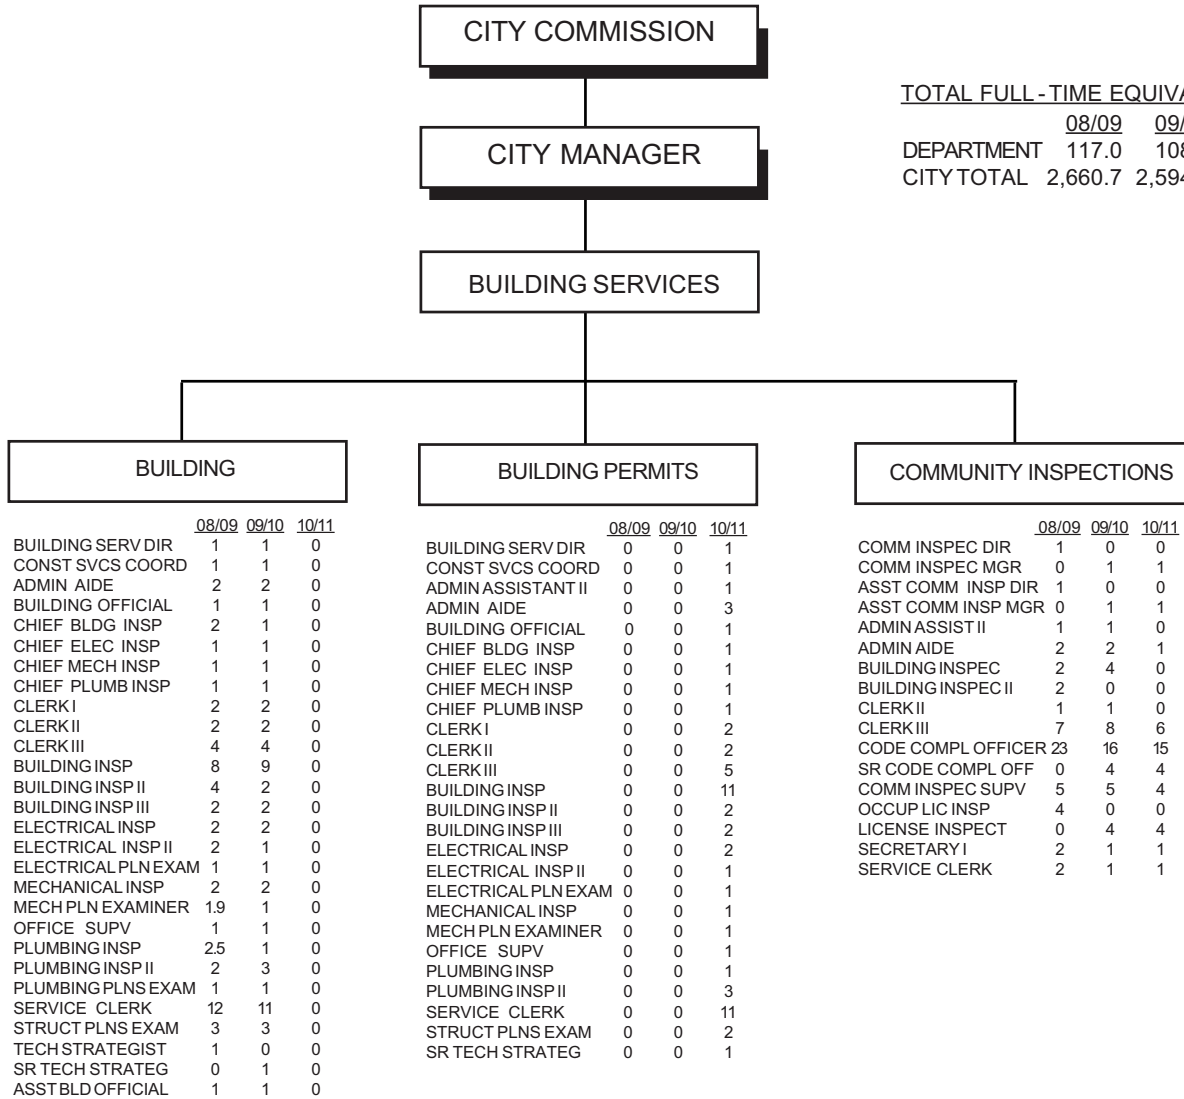 CITY COMMISSION
TOTAL FULL - TIME EQUIVA
08/09 09/
DEPARTMENT 117.0 108
CITY TOTAL 2,660.7 2,594
CITY MANAGER
BUILDING SERVICES
BUILDING
08/09 09/10 10/11
BUILDING SERV DIR 1 1 0
CONST SVCS COORD 1 1 0
ADMIN AIDE 2 2 0
BUILDING OFFICIAL 1 1 0
CHIEF BLDG INSP 2 1 0
CHIEF ELEC INSP 1 1 0
CHIEF MECH INSP 1 1 0
CHIEF PLUMB INSP 1 1 0
CLERK I 2 2 0
CLERK II 2 2 0
CLERK III 4 4 0
BUILDING INSP 8 9 0
BUILDING INSP II 4 2 0
BUILDING INSP III 2 2 0
ELECTRICAL INSP 2 2 0
ELECTRICAL INSP II 2 1 0
ELECTRICAL PLN EXAM 1 1 0
MECHANICAL INSP 2 2 0
MECH PLN EXAMINER 1.9 1 0
OFFICE SUPV 1 1 0
PLUMBING INSP 2.5 1 0
PLUMBING INSP II 2 3 0
PLUMBING PLNS EXAM 1 1 0
SERVICE CLERK 12 11 0
STRUCT PLNS EXAM 3 3 0
TECH STRATEGIST 1 0 0
SR TECH STRATEG 0 1 0
ASST BLD OFFICIAL 1 1 0
BUILDING PERMITS
08/09 09/10 10/11
BUILDING SERV DIR 0 0 1
CONST SVCS COORD 0 0 1
ADMIN ASSISTANT II 0 0 1
ADMIN AIDE 0 0 3
BUILDING OFFICIAL 0 0 1
CHIEF BLDG INSP 0 0 1
CHIEF ELEC INSP 0 0 1
CHIEF MECH INSP 0 0 1
CHIEF PLUMB INSP 0 0 1
CLERK I 0 0 2
CLERK II 0 0 2
CLERK III 0 0 5
BUILDING INSP 0 0 11
BUILDING INSP II 0 0 2
BUILDING INSP III 0 0 2
ELECTRICAL INSP 0 0 2
ELECTRICAL INSP II 0 0 1
ELECTRICAL PLN EXAM 0 0 1
MECHANICAL INSP 0 0 1
MECH PLN EXAMINER 0 0 1
OFFICE SUPV 0 0 1
PLUMBING INSP 0 0 1
PLUMBING INSP II 0 0 3
SERVICE CLERK 0 0 11
STRUCT PLNS EXAM 0 0 2
SR TECH STRATEG 0 0 1
COMMUNITY INSPECTIONS
08/09 09/10 10/11
COMM INSPEC DIR 1 0 0
COMM INSPEC MGR 0 1 1
ASST COMM INSP DIR 1 0 0
ASST COMM INSP MGR 0 1 1
ADMIN ASSIST II 1 1 0
ADMIN AIDE 2 2 1
BUILDING INSPEC 2 4 0
BUILDING INSPEC II 2 0 0
CLERK II 1 1 0
CLERK III 7 8 6
CODE COMPL OFFICER 23 16 15
SR CODE COMPL OFF 0 4 4
COMM INSPEC SUPV 5 5 4
OCCUP LIC INSP 4 0 0
LICENSE INSPECT 0 4 4
SECRETARY I 2 1 1
SERVICE CLERK 2 1 1